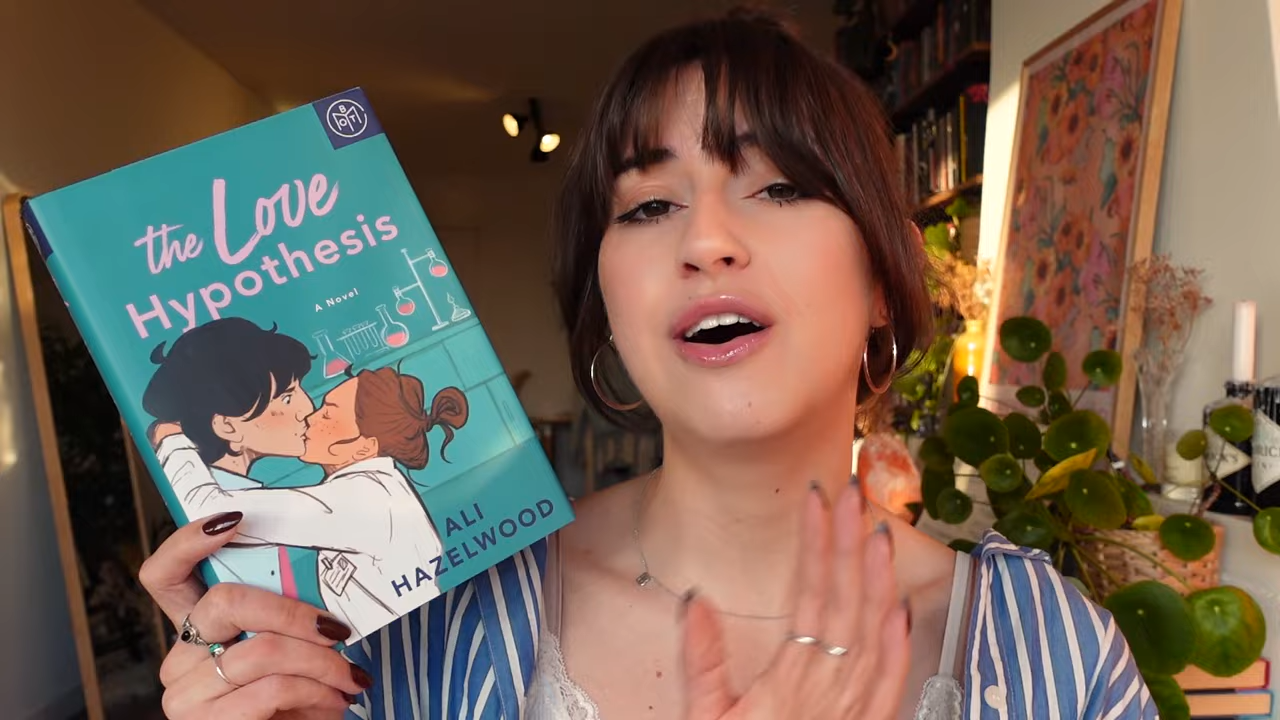 BOTM
the Love
Hypothesis
A Novel
ALI
HAZELWOOD